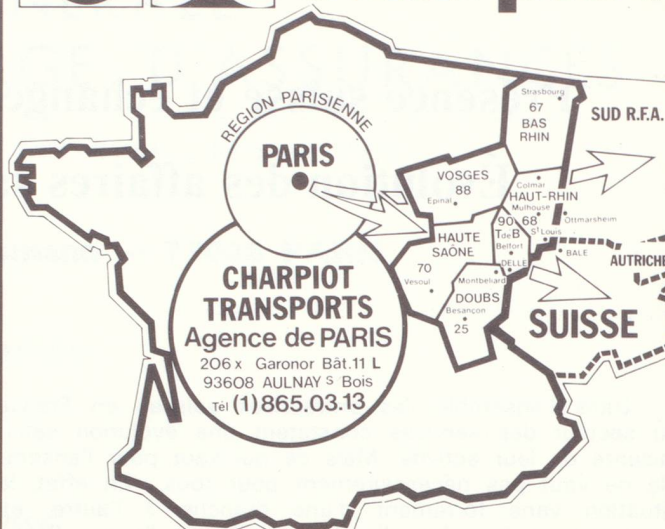 REGION PARISIENNE
PARIS
CHARPIOT
TRANSPORTS
Agence de PARIS
206 x Garonor Bât.11 L
93608 AULNAY S Bois
Tél (1) 865.03.13
Strasbourg
67
BAS
RHIN
SUD R.F.A.
VOSGES
88
Epinal
Colmar
HAUT-RHIN
Mulhouse
68
Ottmarsheim
St Louis
90
T de B
Belfort
DELLE
BALE
HAUTE
SAÔNE
70
Vesoul
Montbéliard
DOUBS
Besançon
25
AUTRICHE
SUISSE